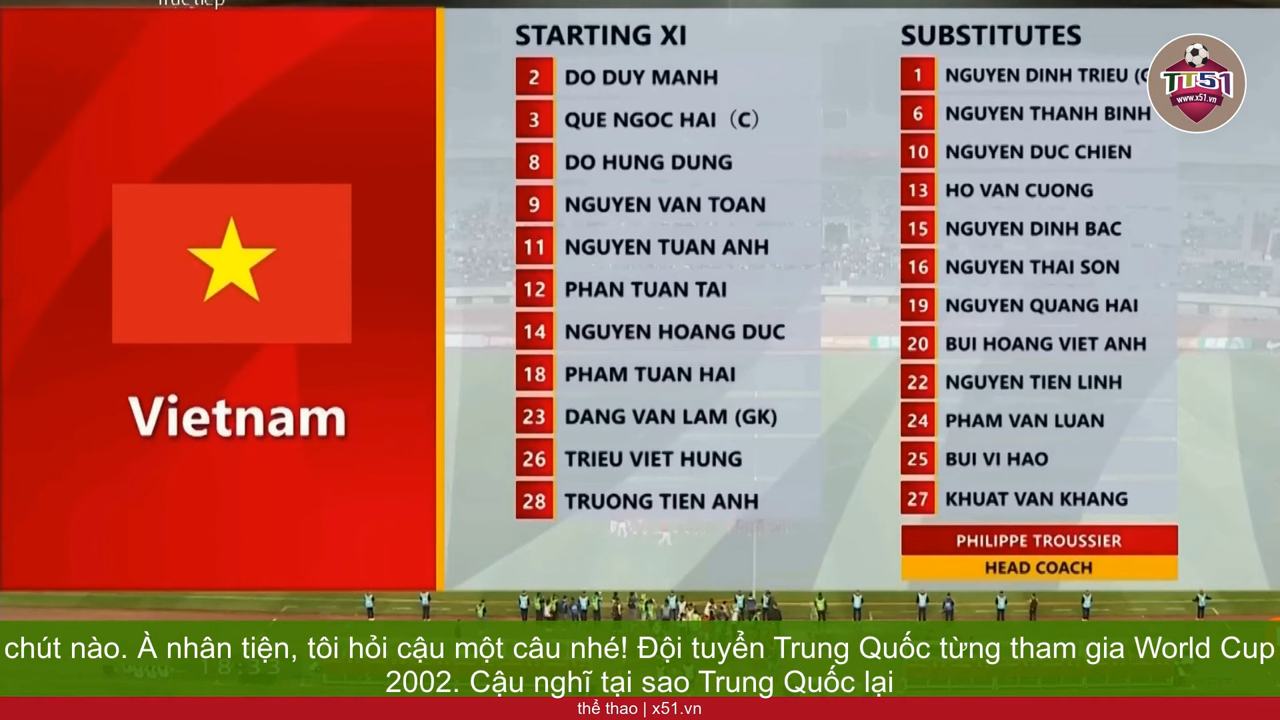 Trực tiếp
STARTING XI
2 DO DUY MANH
3 QUE NGOC HAI (C)
8 DO HUNG DUNG
9 NGUYEN VAN TOAN
11 NGUYEN TUAN ANH
12 PHAN TUAN TAI
14 NGUYEN HOANG DUC
18 PHAM TUAN HAI
23 DANG VAN LAM (GK)
26 TRIEU VIET HUNG
28 TRUONG TIEN ANH
SUBSTITUTES
1 NGUYEN DINH TRIEU (G
6 NGUYEN THANH BINH
10 NGUYEN DUC CHIEN
13 HO VAN CUONG
15 NGUYEN DINH BAC
16 NGUYEN THAI SON
19 NGUYEN QUANG HAI
20 BUI HOANG VIET ANH
22 NGUYEN TIEN LINH
24 PHAM VAN LUAN
25 BUI VI HAO
27 KHUAT VAN KHANG
PHILIPPE TROUSSIER
HEAD COACH
Vietnam
TT51
www.x51.vn
chút nào. À nhân tiện, tôi hỏi cậu một câu nhé! Đội tuyển Trung Quốc từng tham gia World Cup
2002. Cậu nghĩ tại sao Trung Quốc lại
thể thao | x51.vn